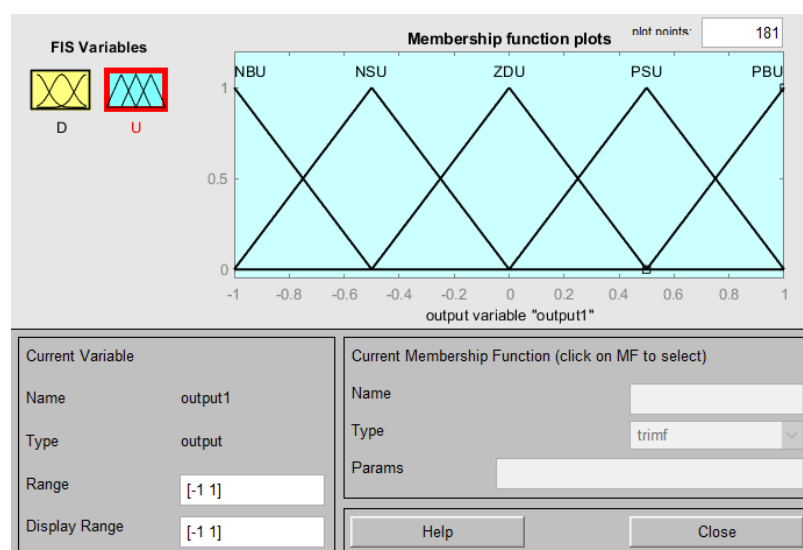 FIS Variables
D
U
Membership function plots
plot points:
181
NBU NSU ZDU PSU PBU
1
0.5
0
-1 -0.8 -0.6 -0.4 -0.2 0 0.2 0.4 0.6 0.8 1
output variable "output1"
Current Variable
Name output1
Type output
Range [-1 1]
Display Range [-1 1]
Current Membership Function (click on MF to select)
Name
Type trimf
Params
Help Close